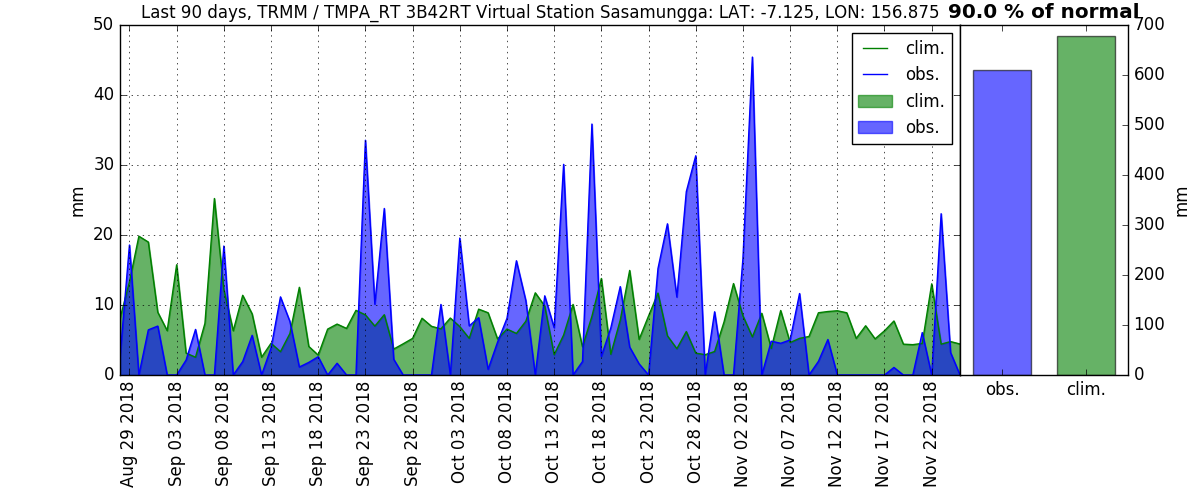 Last 90 days, TRMM / TMPA_RT 3B42RT Virtual Station Sasamungga: LAT: -7.125, LON: 156.875 90.0 % of normal
50
40
30
20
10
0
mm
clim.
obs.
clim.
obs.
700
600
500
400
300
200
100
0
mm
obs. clim.
Aug 29 2018
Sep 03 2018
Sep 08 2018
Sep 13 2018
Sep 18 2018
Sep 23 2018
Sep 28 2018
Oct 03 2018
Oct 08 2018
Oct 13 2018
Oct 18 2018
Oct 23 2018
Oct 28 2018
Nov 02 2018
Nov 07 2018
Nov 12 2018
Nov 17 2018
Nov 22 2018